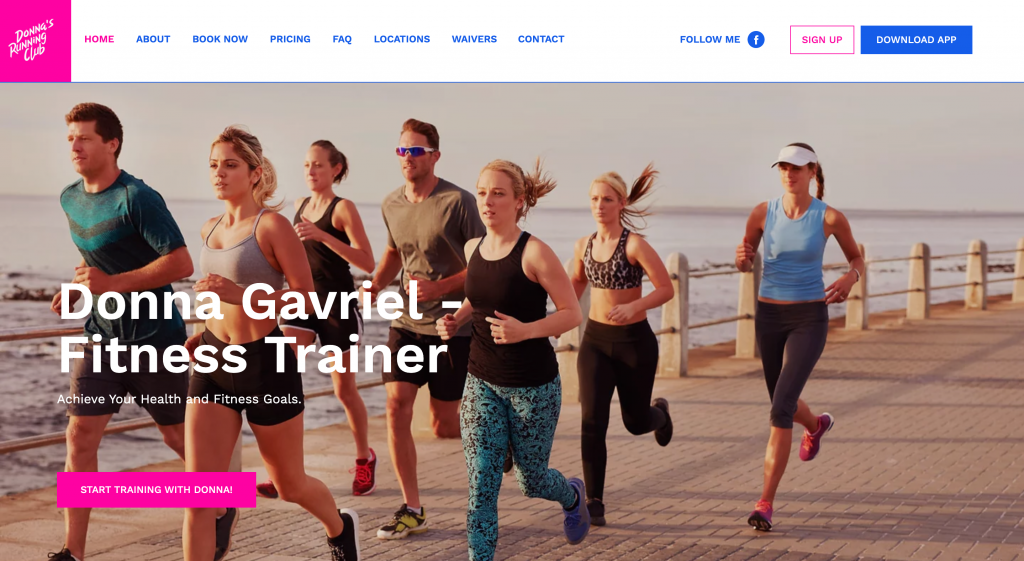 Donna's
Running
Club
HOME ABOUT BOOK NOW PRICING FAQ LOCATIONS WAIVERS CONTACT FOLLOW ME f SIGN UP DOWNLOAD APP
Donna Gavriel -
Fitness Trainer
Achieve Your Health and Fitness Goals.
START TRAINING WITH DONNA!